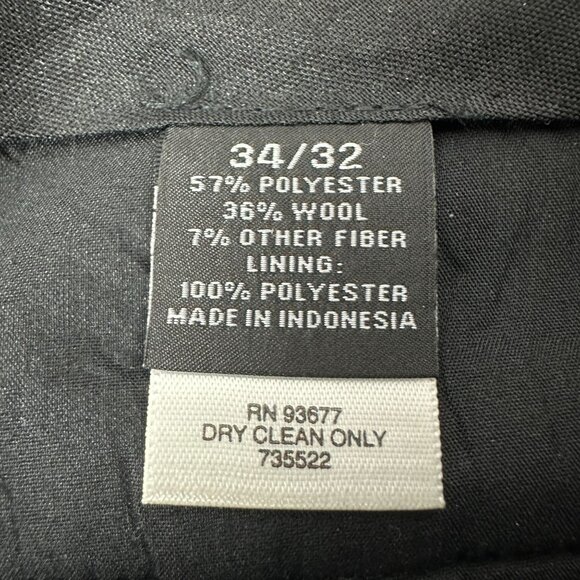 34/32
57% POLYESTER
36% WOOL
7% OTHER FIBER
LINING:
100% POLYESTER
MADE IN INDONESIA
RN 93677
DRY CLEAN ONLY
735522